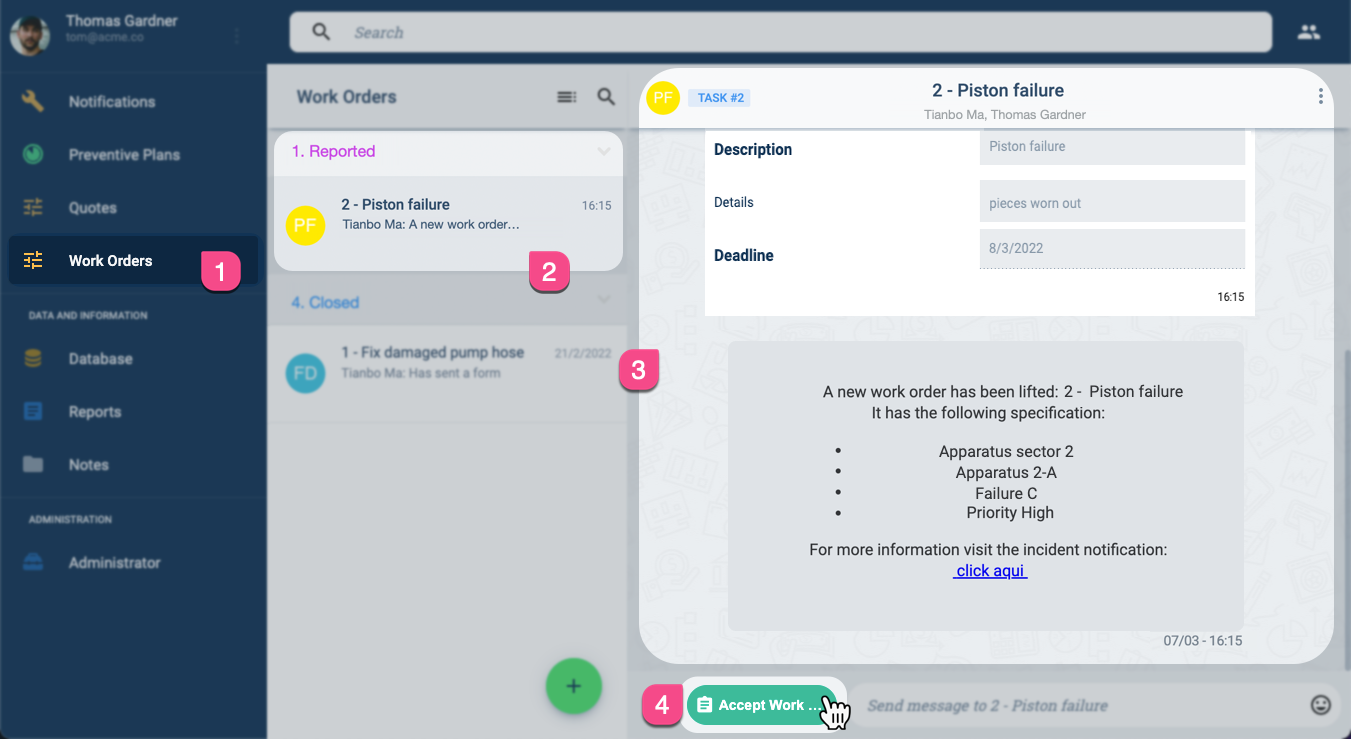 Thomas Gardner
tom@acme.co
Search
Notifications
Preventive Plans
Quotes
Work Orders
1
DATA AND INFORMATION
Database
Reports
Notes
ADMINISTRATION
Administrator
Work Orders
1. Reported
PF
2 - Piston failure
16:15
Tianbo Ma: A new work order...
2
4. Closed
FD
1 - Fix damaged pump hose
21/2/2022
Tianbo Ma: Has sent a form
+
PF
TASK #2
2 - Piston failure
Tianbo Ma, Thomas Gardner
Description
Piston failure
Details
pieces worn out
Deadline
8/3/2022
16:15
3
A new work order has been lifted: 2 - Piston failure
It has the following specification:
• Apparatus sector 2
• Apparatus 2-A
• Failure C
• Priority High
For more information visit the incident notification:
click aqui
07/03 - 16:15
4
Accept Work ...
Send message to 2 - Piston failure